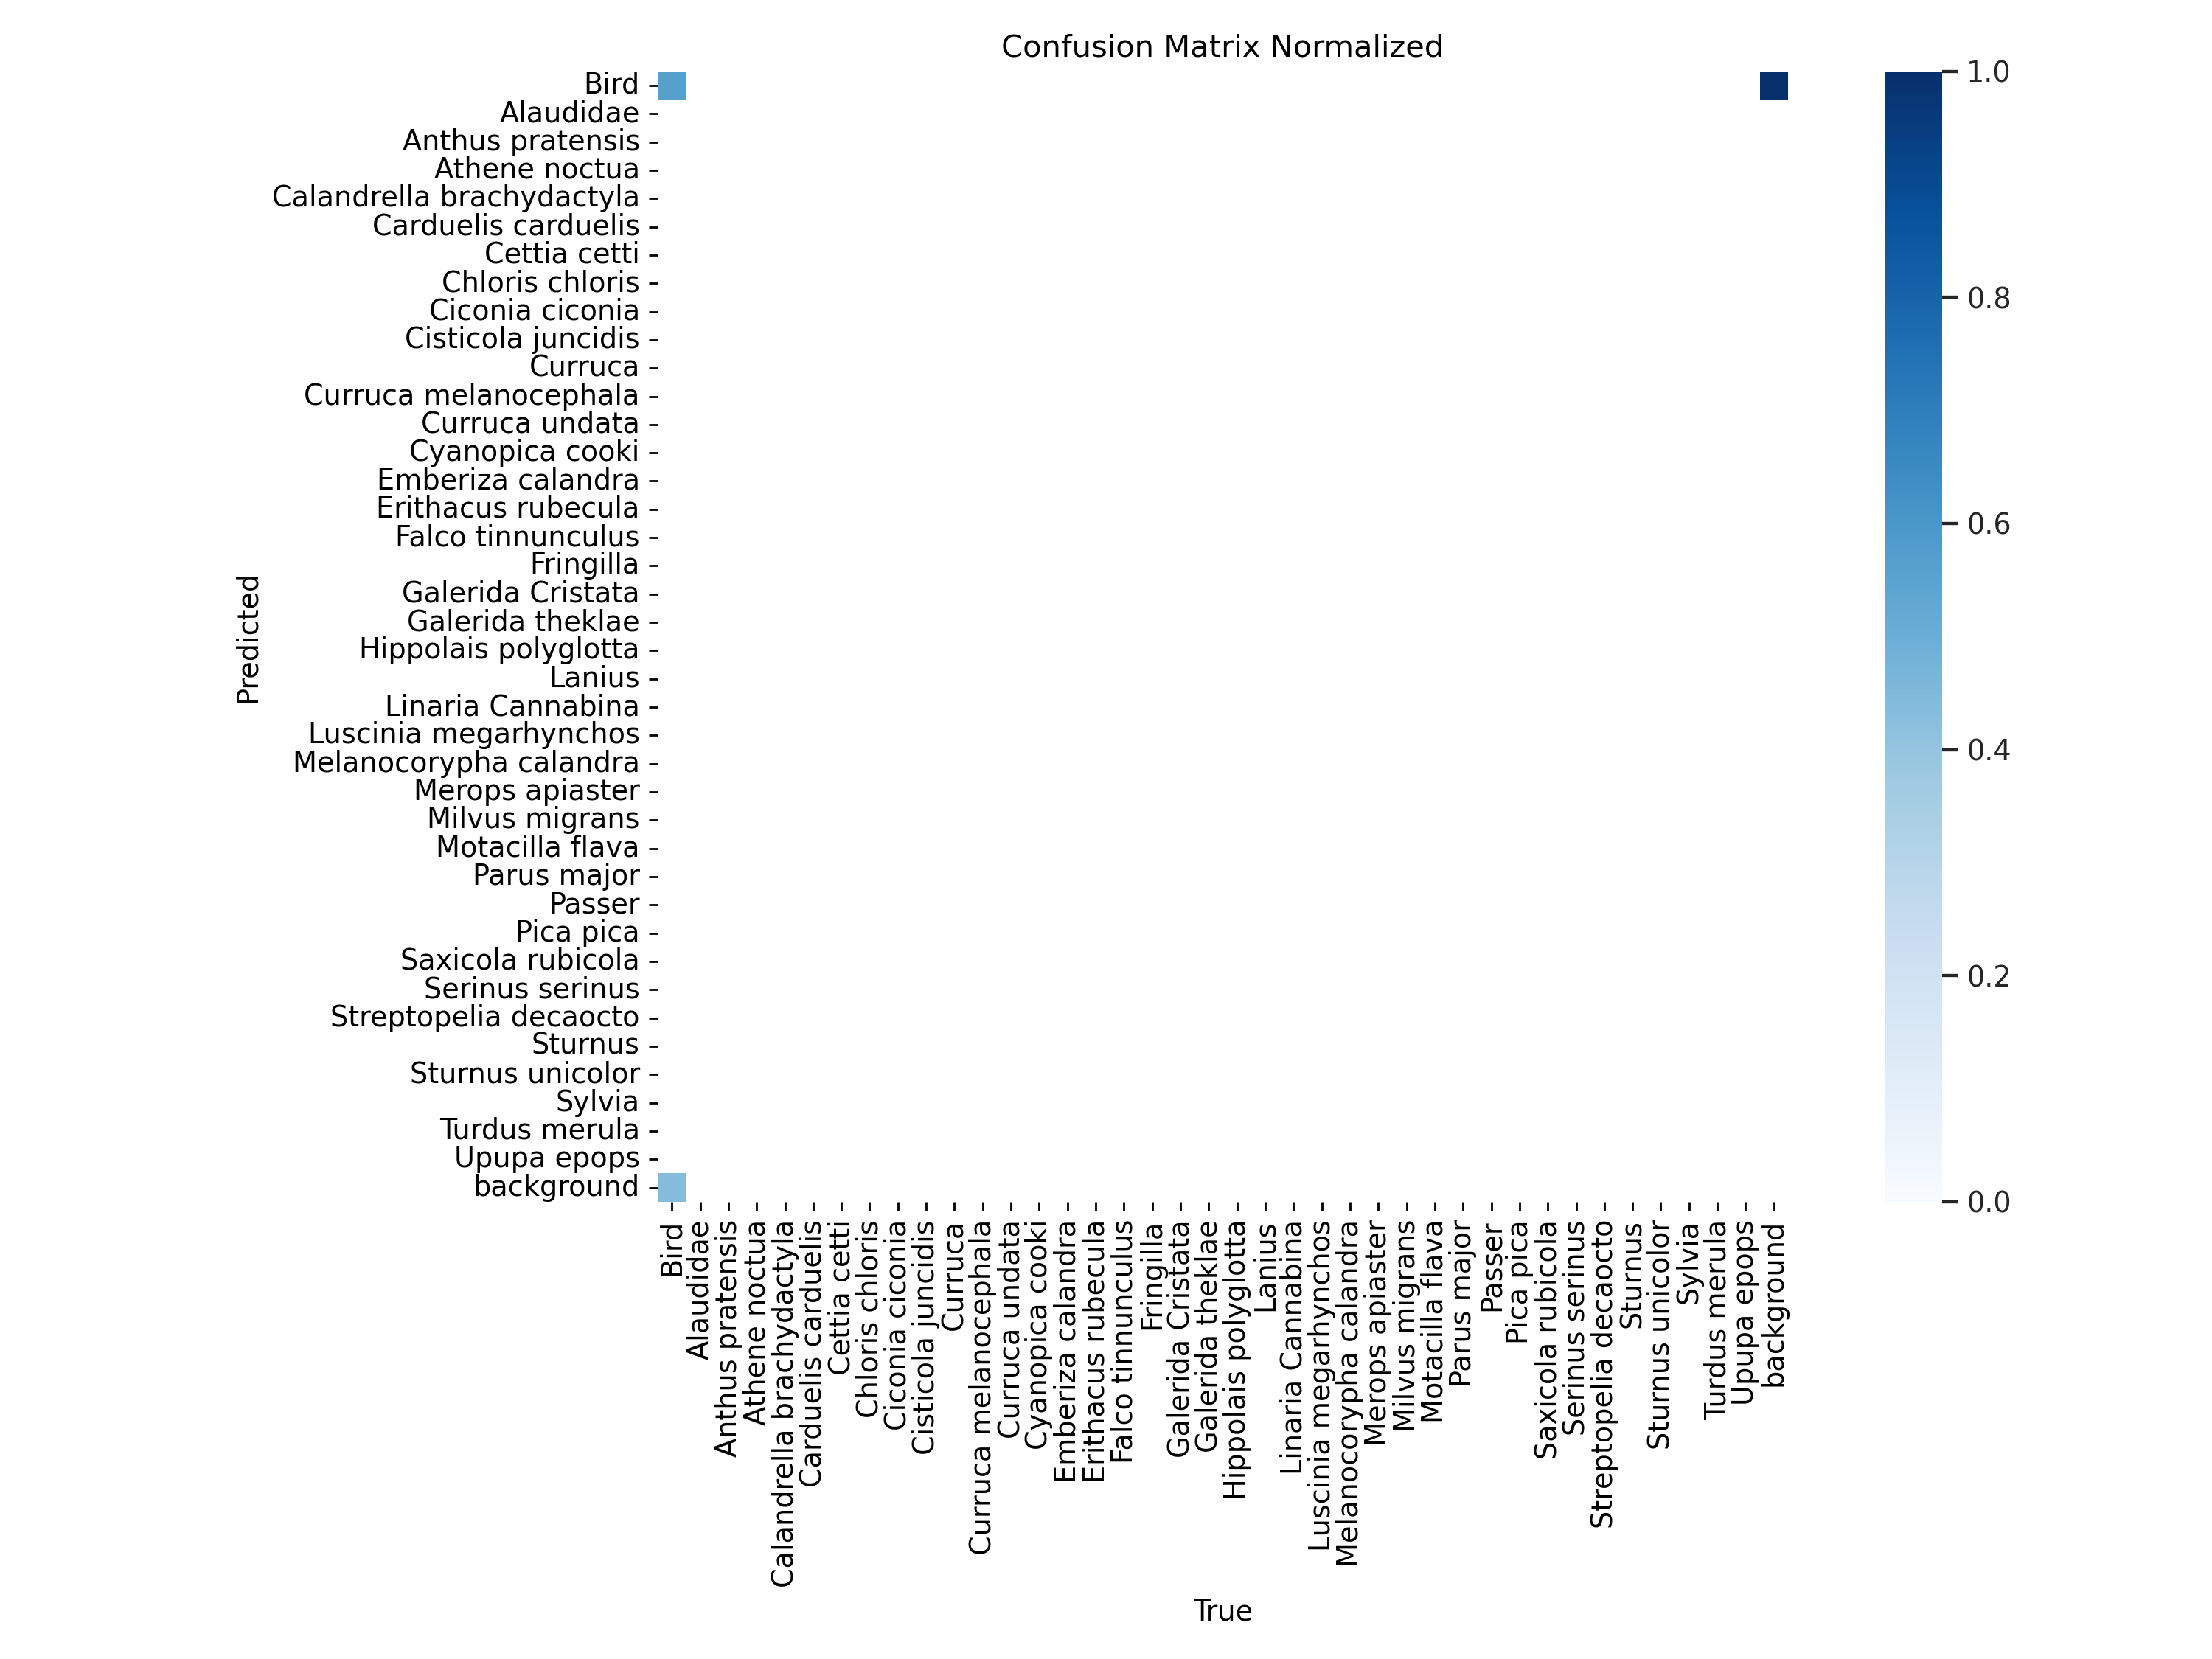 Confusion Matrix Normalized
Bird
Alaudidae
Anthus pratensis
Athene noctua
Calandrella brachydactyla
Carduelis carduelis
Cettia cetti
Chloris chloris
Ciconia ciconia
Cisticola juncidis
Curruca
Curruca melanocephala
Curruca undata
Cyanopica cooki
Emberiza calandra
Erithacus rubecula
Falco tinnunculus
Fringilla
Galerida Cristata
Galerida theklae
Hippolais polyglotta
Lanius
Linaria Cannabina
Luscinia megarhynchos
Melanocorypha calandra
Merops apiaster
Milvus migrans
Motacilla flava
Parus major
Passer
Pica pica
Saxicola rubicola
Serinus serinus
Streptopelia decaocto
Sturnus
Sturnus unicolor
Sylvia
Turdus merula
Upupa epops
background
Predicted
Bird
Alaudidae
Anthus pratensis
Athene noctua
Calandrella brachydactyla
Carduelis carduelis
Cettia cetti
Chloris chloris
Ciconia ciconia
Cisticola juncidis
Curruca
Curruca melanocephala
Curruca undata
Cyanopica cooki
Emberiza calandra
Erithacus rubecula
Falco tinnunculus
Fringilla
Galerida Cristata
Galerida theklae
Hippolais polyglotta
Lanius
Linaria Cannabina
Luscinia megarhynchos
Melanocorypha calandra
Merops apiaster
Milvus migrans
Motacilla flava
Parus major
Passer
Pica pica
Saxicola rubicola
Serinus serinus
Streptopelia decaocto
Sturnus
Sturnus unicolor
Sylvia
Turdus merula
Upupa epops
background
True
1.0
0.8
0.6
0.4
0.2
0.0